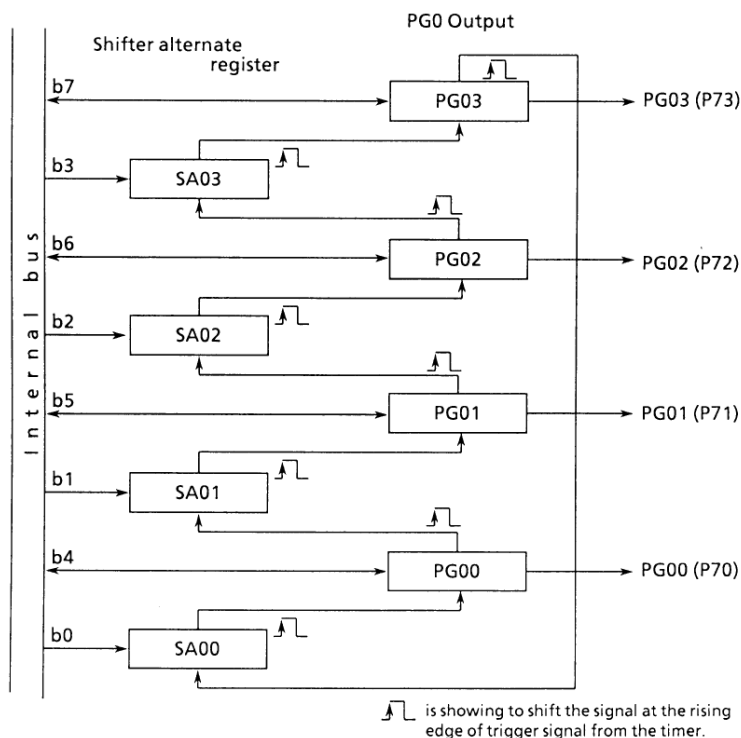 PG0 Output
Shifter alternate
register
b7
PG03
PG03 (P73)
b3
SA03
b6
PG02
PG02 (P72)
b2
SA02
b5
PG01
PG01 (P71)
b1
SA01
b4
PG00
PG00 (P70)
b0
SA00
Internal bus
is showing to shift the signal at the rising
edge of trigger signal from the timer.